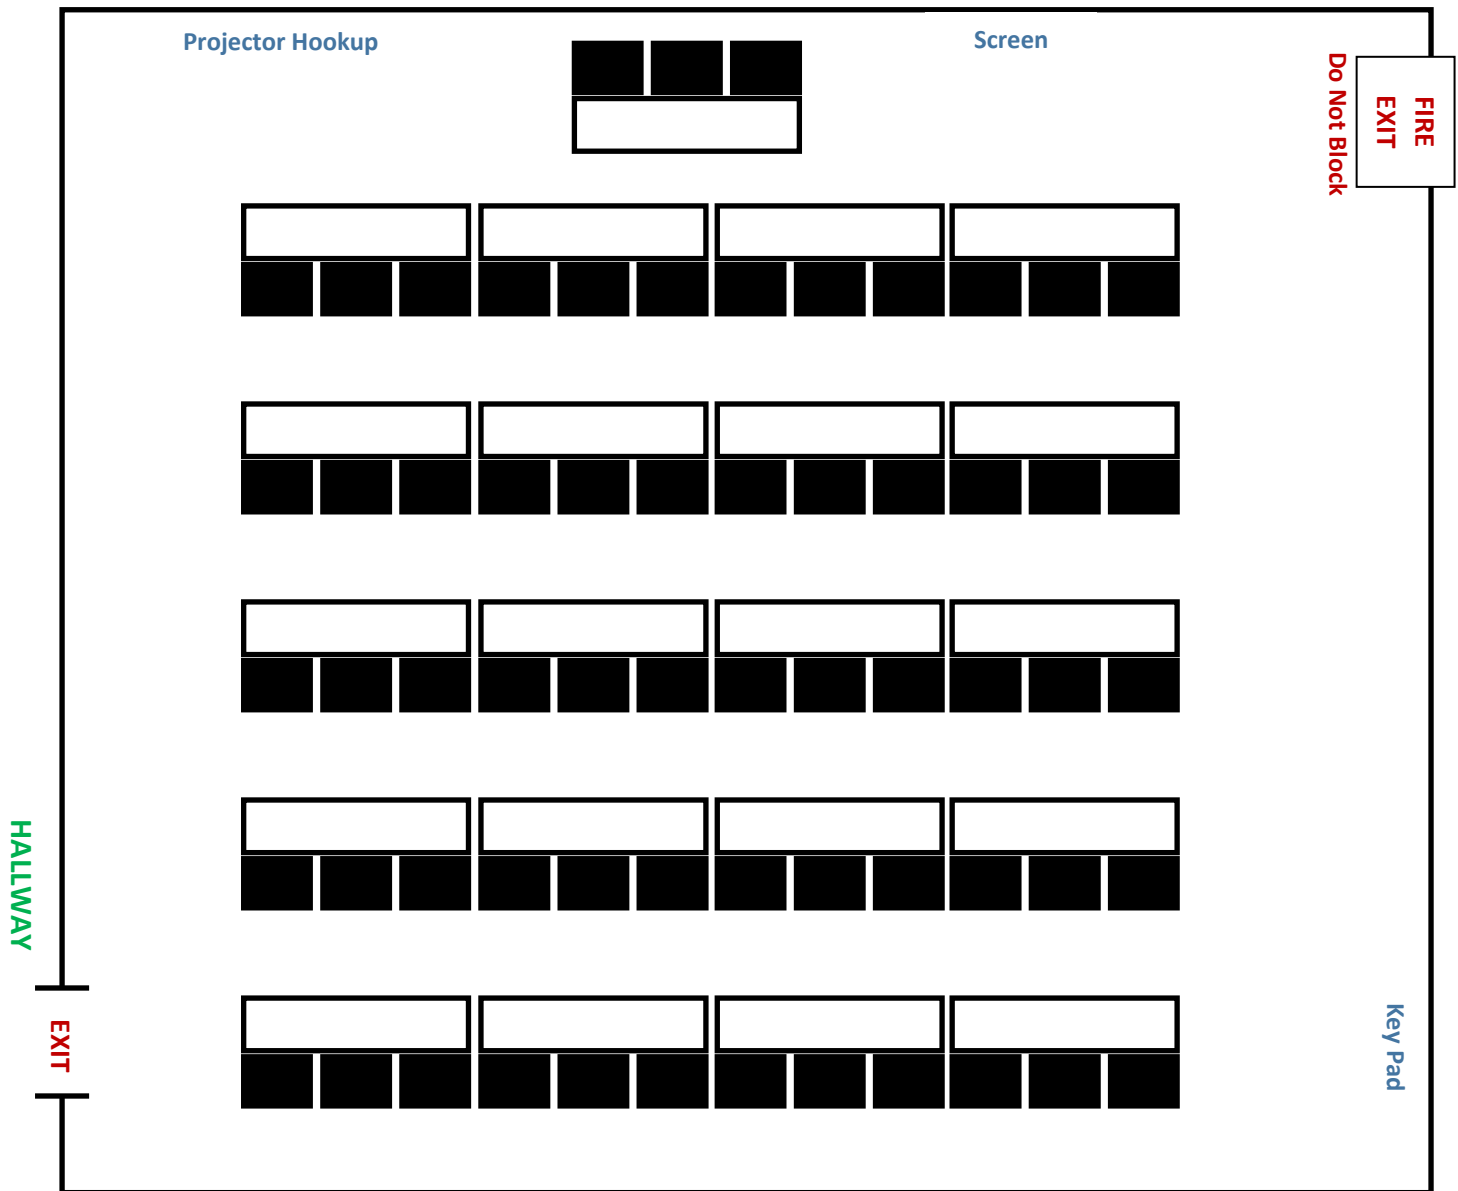 Projector Hookup
Screen
Do Not Block
FIRE
EXIT
HALLWAY
EXIT
Key Pad